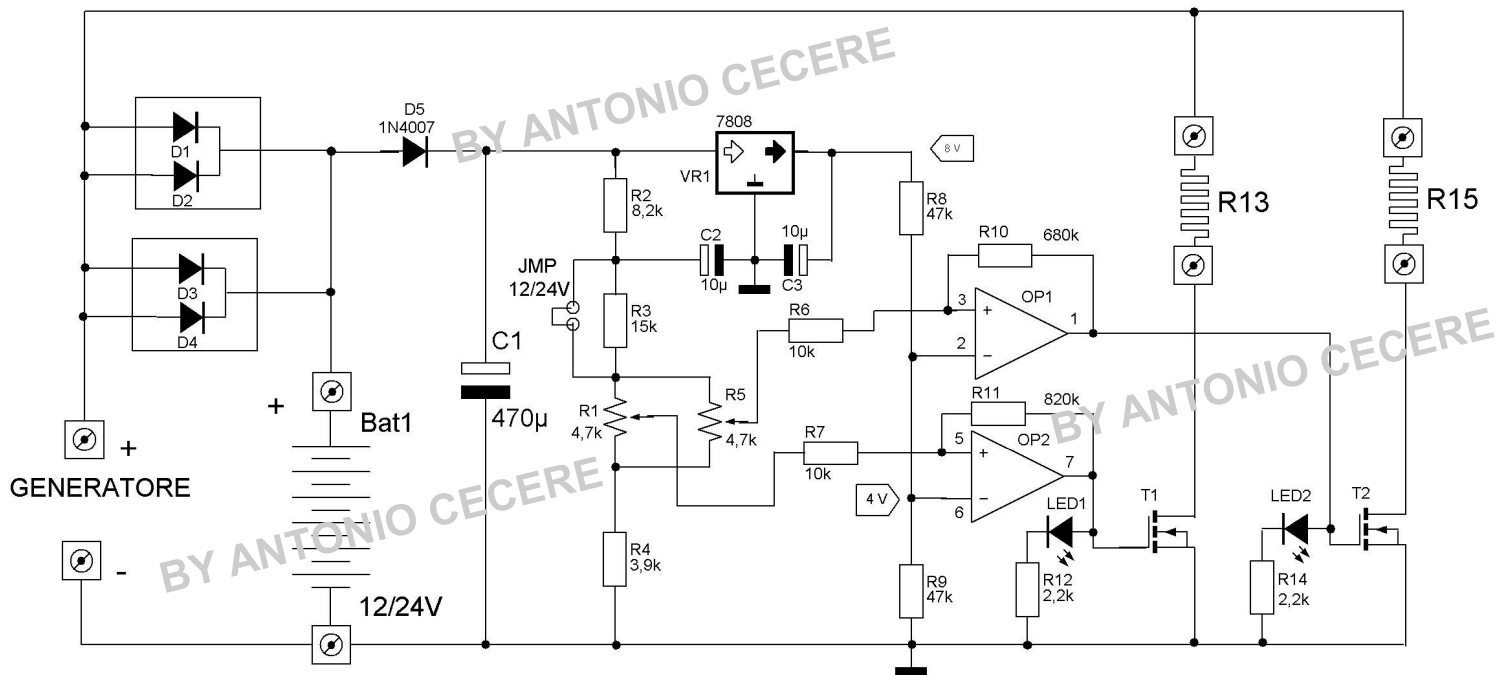 BY ANTONIO CECERE
D1
D2
D3
D4
D5
1N4007
7808
VR1
8 V
R2
8,2k
R8
47k
R13
R15
C2
10µ
10µ
C3
R10
680k
JMP
12/24V
R3
15k
R6
10k
3
+
2
−
OP1
1
C1
470µ
BY ANTONIO CECERE
R1
4,7k
R5
4,7k
R11
820k
R7
10k
5
+
6
−
OP2
7
4 V
+
Bat1
+
GENERATORE
-
12/24V
BY ANTONIO CECERE
LED1
T1
LED2
T2
R4
3,9k
R9
47k
R12
2,2k
R14
2,2k